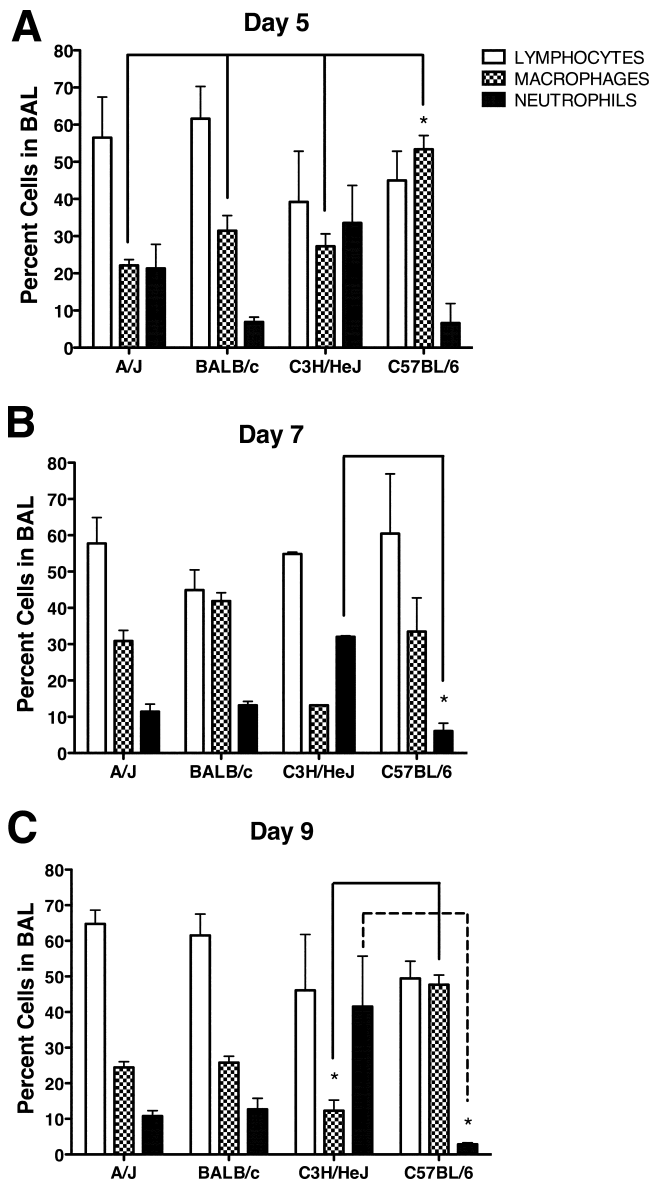 A
Day 5
LYMPHOCYTES
MACROPHAGES
NEUTROPHILS
Percent Cells in BAL
80
70
60
50
40
30
20
10
0
*
A/J BALB/c C3H/HeJ C57BL/6
B
Day 7
Percent Cells in BAL
80
70
60
50
40
30
20
10
0
*
A/J BALB/c C3H/HeJ C57BL/6
C
Day 9
Percent Cells in BAL
80
70
60
50
40
30
20
10
0
*
*
A/J BALB/c C3H/HeJ C57BL/6